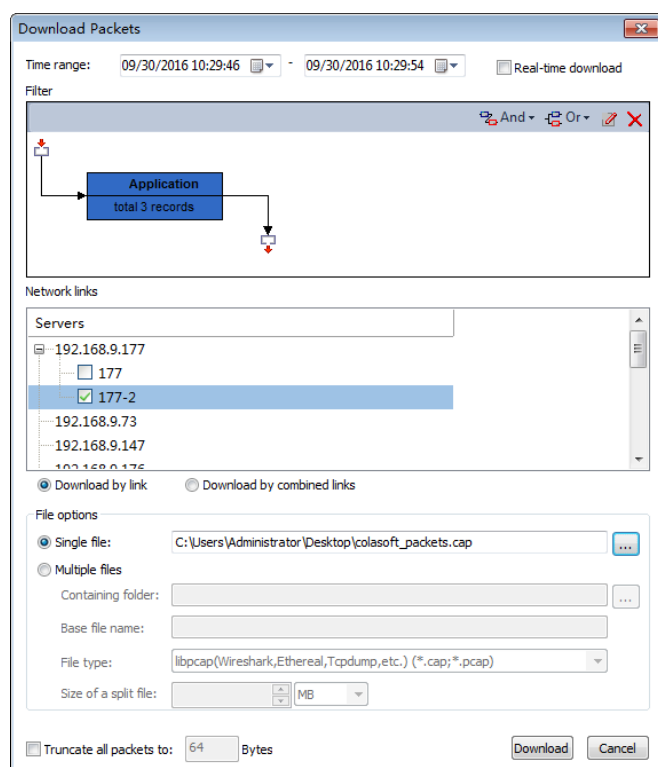 Download Packets
Time range: 09/30/2016 10:29:46 - 09/30/2016 10:29:54 Real-time download
Filter
And Or
Application
total 3 records
Network links
Servers
192.168.9.177
177
177-2
192.168.9.73
192.168.9.147
192.168.9.176
Download by link Download by combined links
File options
Single file: C:\Users\Administrator\Desktop\colasoft_packets.cap ...
Multiple files
Containing folder: ...
Base file name:
File type: libpcap(Wireshark,Ethereal,Tcpdump,etc.) (*.cap;*.pcap)
Size of a split file: MB
Truncate all packets to: 64 Bytes Download Cancel